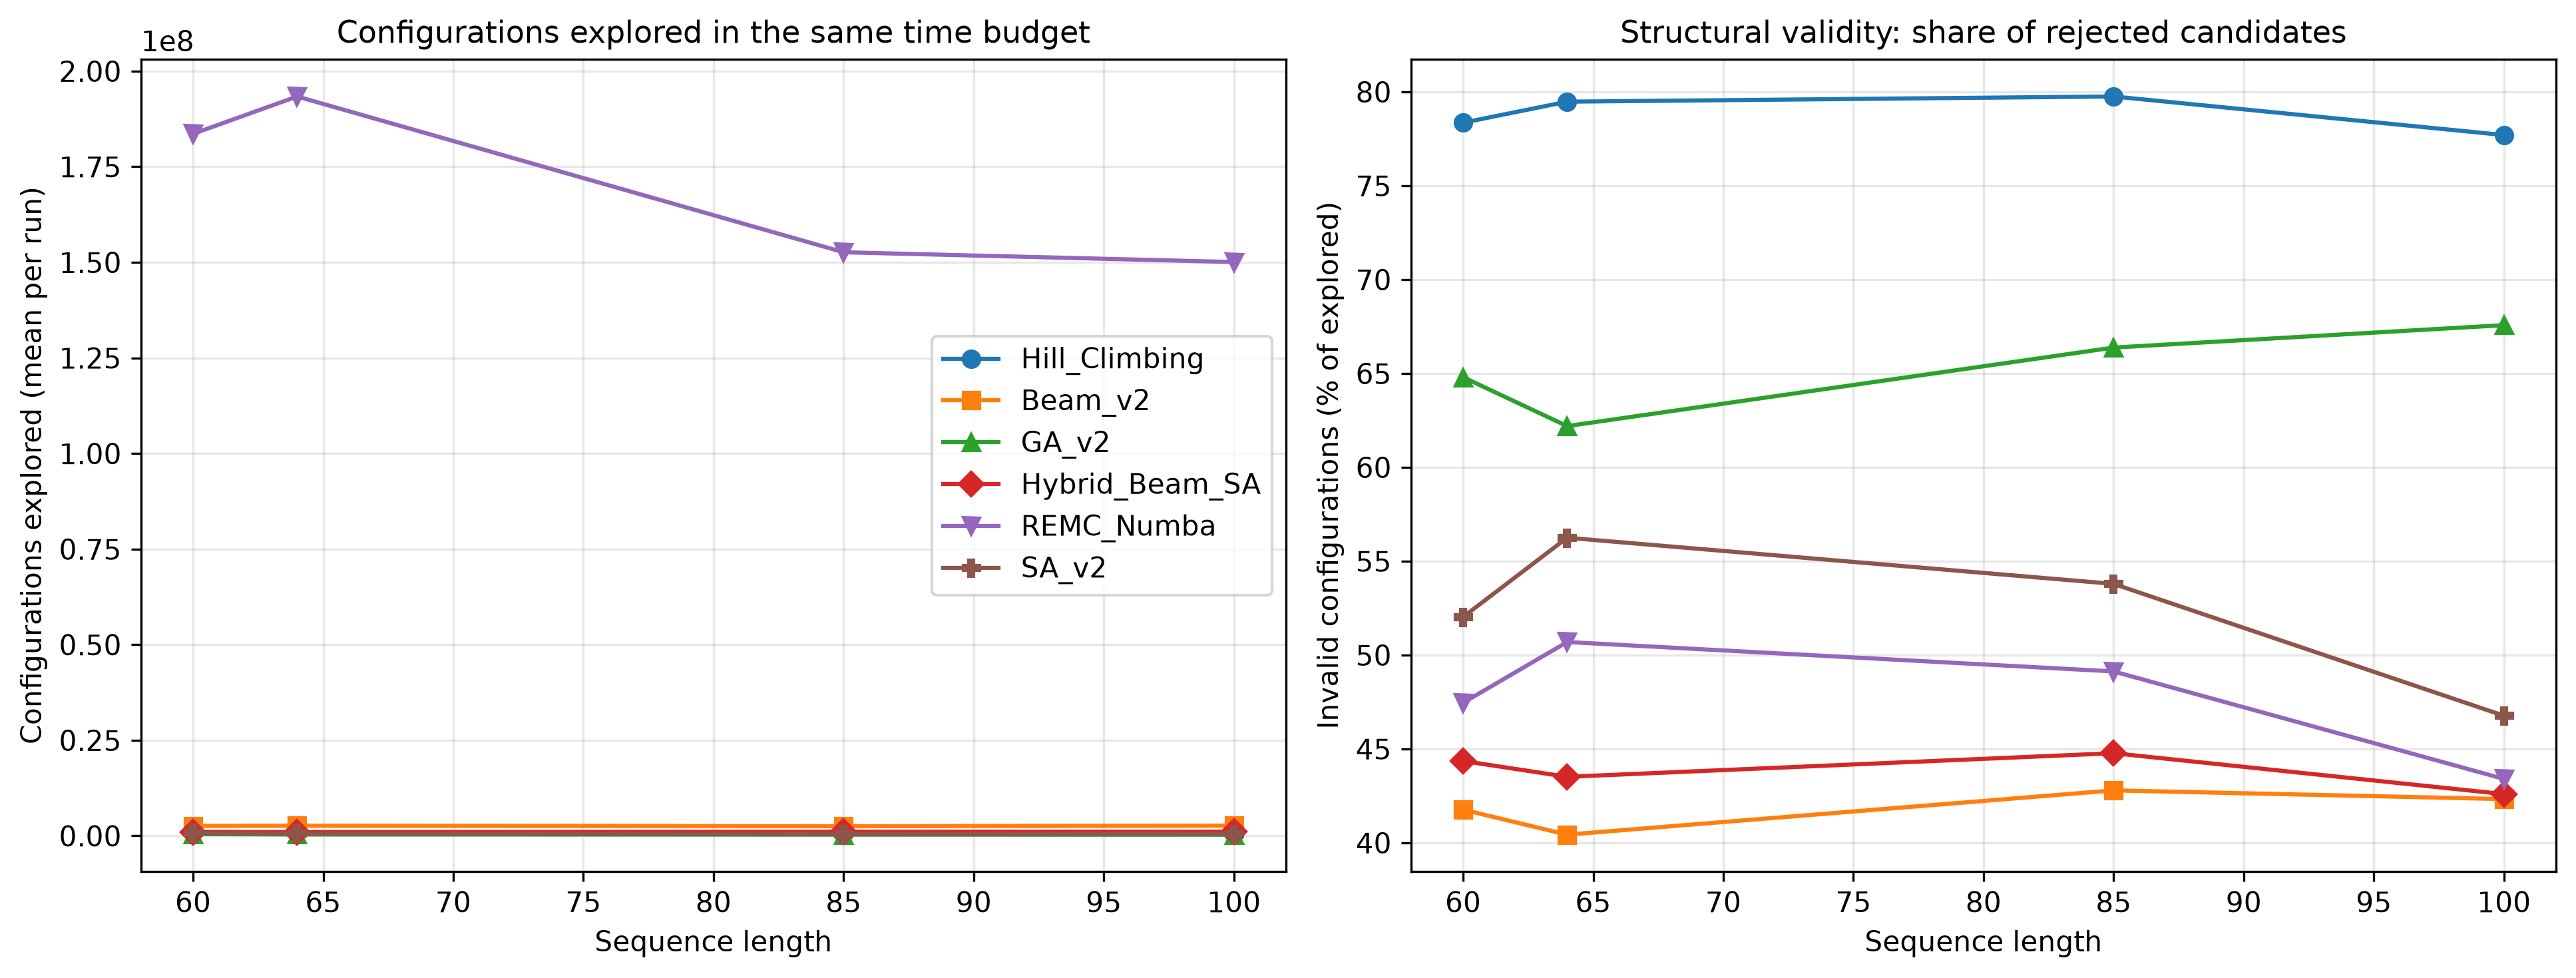 Configurations explored in the same time budget
1e8
2.00
1.75
1.50
1.25
1.00
0.75
0.50
0.25
0.00
Configurations explored (mean per run)
60
65
70
75
80
85
90
95
100
Sequence length
Hill_Climbing
Beam_v2
GA_v2
Hybrid_Beam_SA
REMC_Numba
SA_v2
Structural validity: share of rejected candidates
80
75
70
65
60
55
50
45
40
Invalid configurations (% of explored)
60
65
70
75
80
85
90
95
100
Sequence length